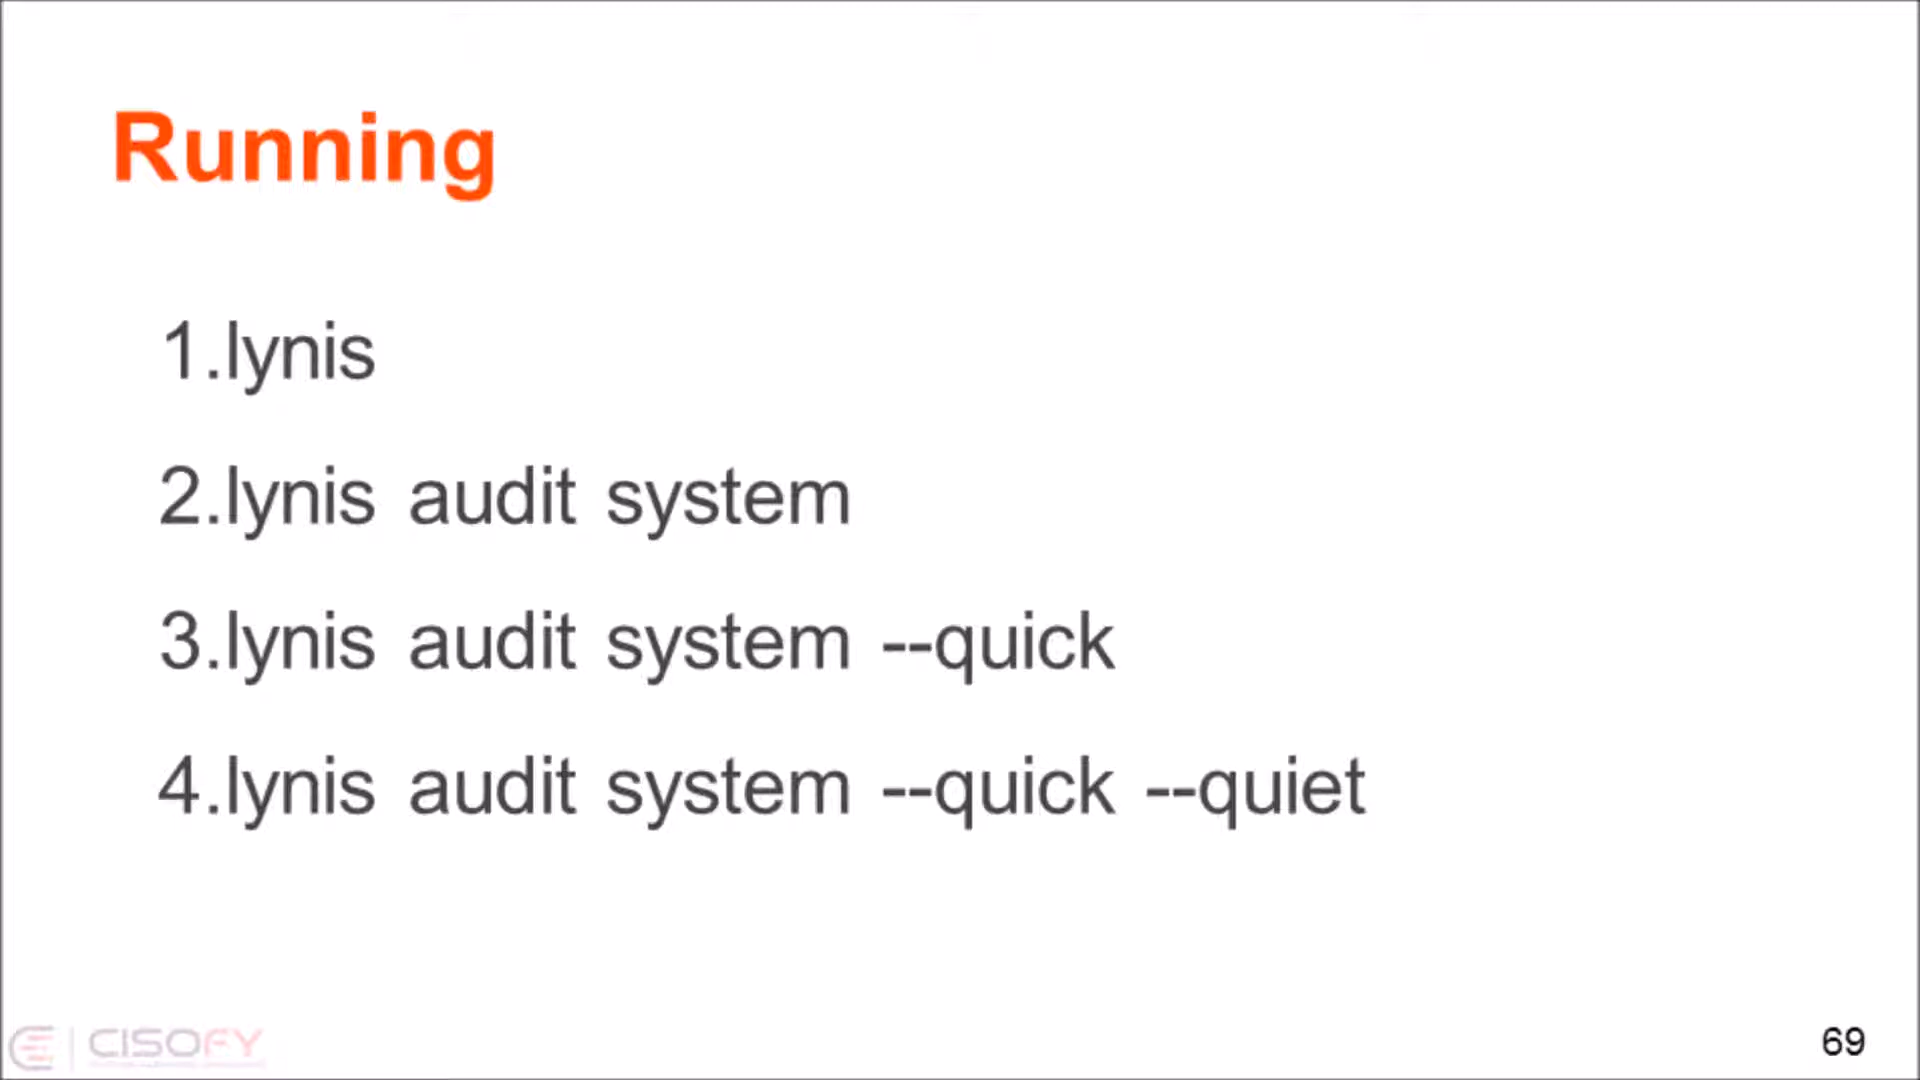 Running
1.lynis
2.lynis audit system
3.lynis audit system --quick
4.lynis audit system --quick --quiet
CISOFY
69